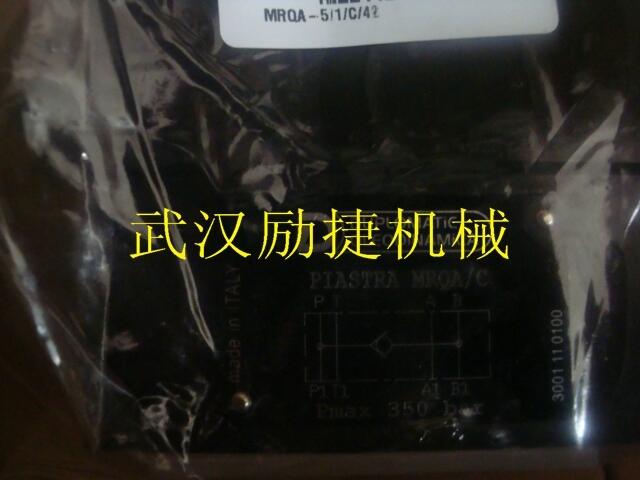 MRQA-5/1/C/42
武汉励捷机械
made in ITALY
PIASTRA MRQA/C
P T A B
P1 T1 A1 B1
Pmax 350 bar
3001 11 0100